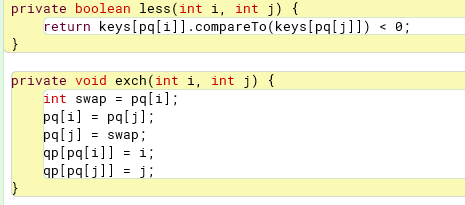 private boolean less(int i, int j) {
    return keys[pq[i]].compareTo(keys[pq[j]]) < 0;
}
private void exch(int i, int j) {
    int swap = pq[i];
    pq[i] = pq[j];
    pq[j] = swap;
    qp[pq[i]] = i;
    qp[pq[j]] = j;
}